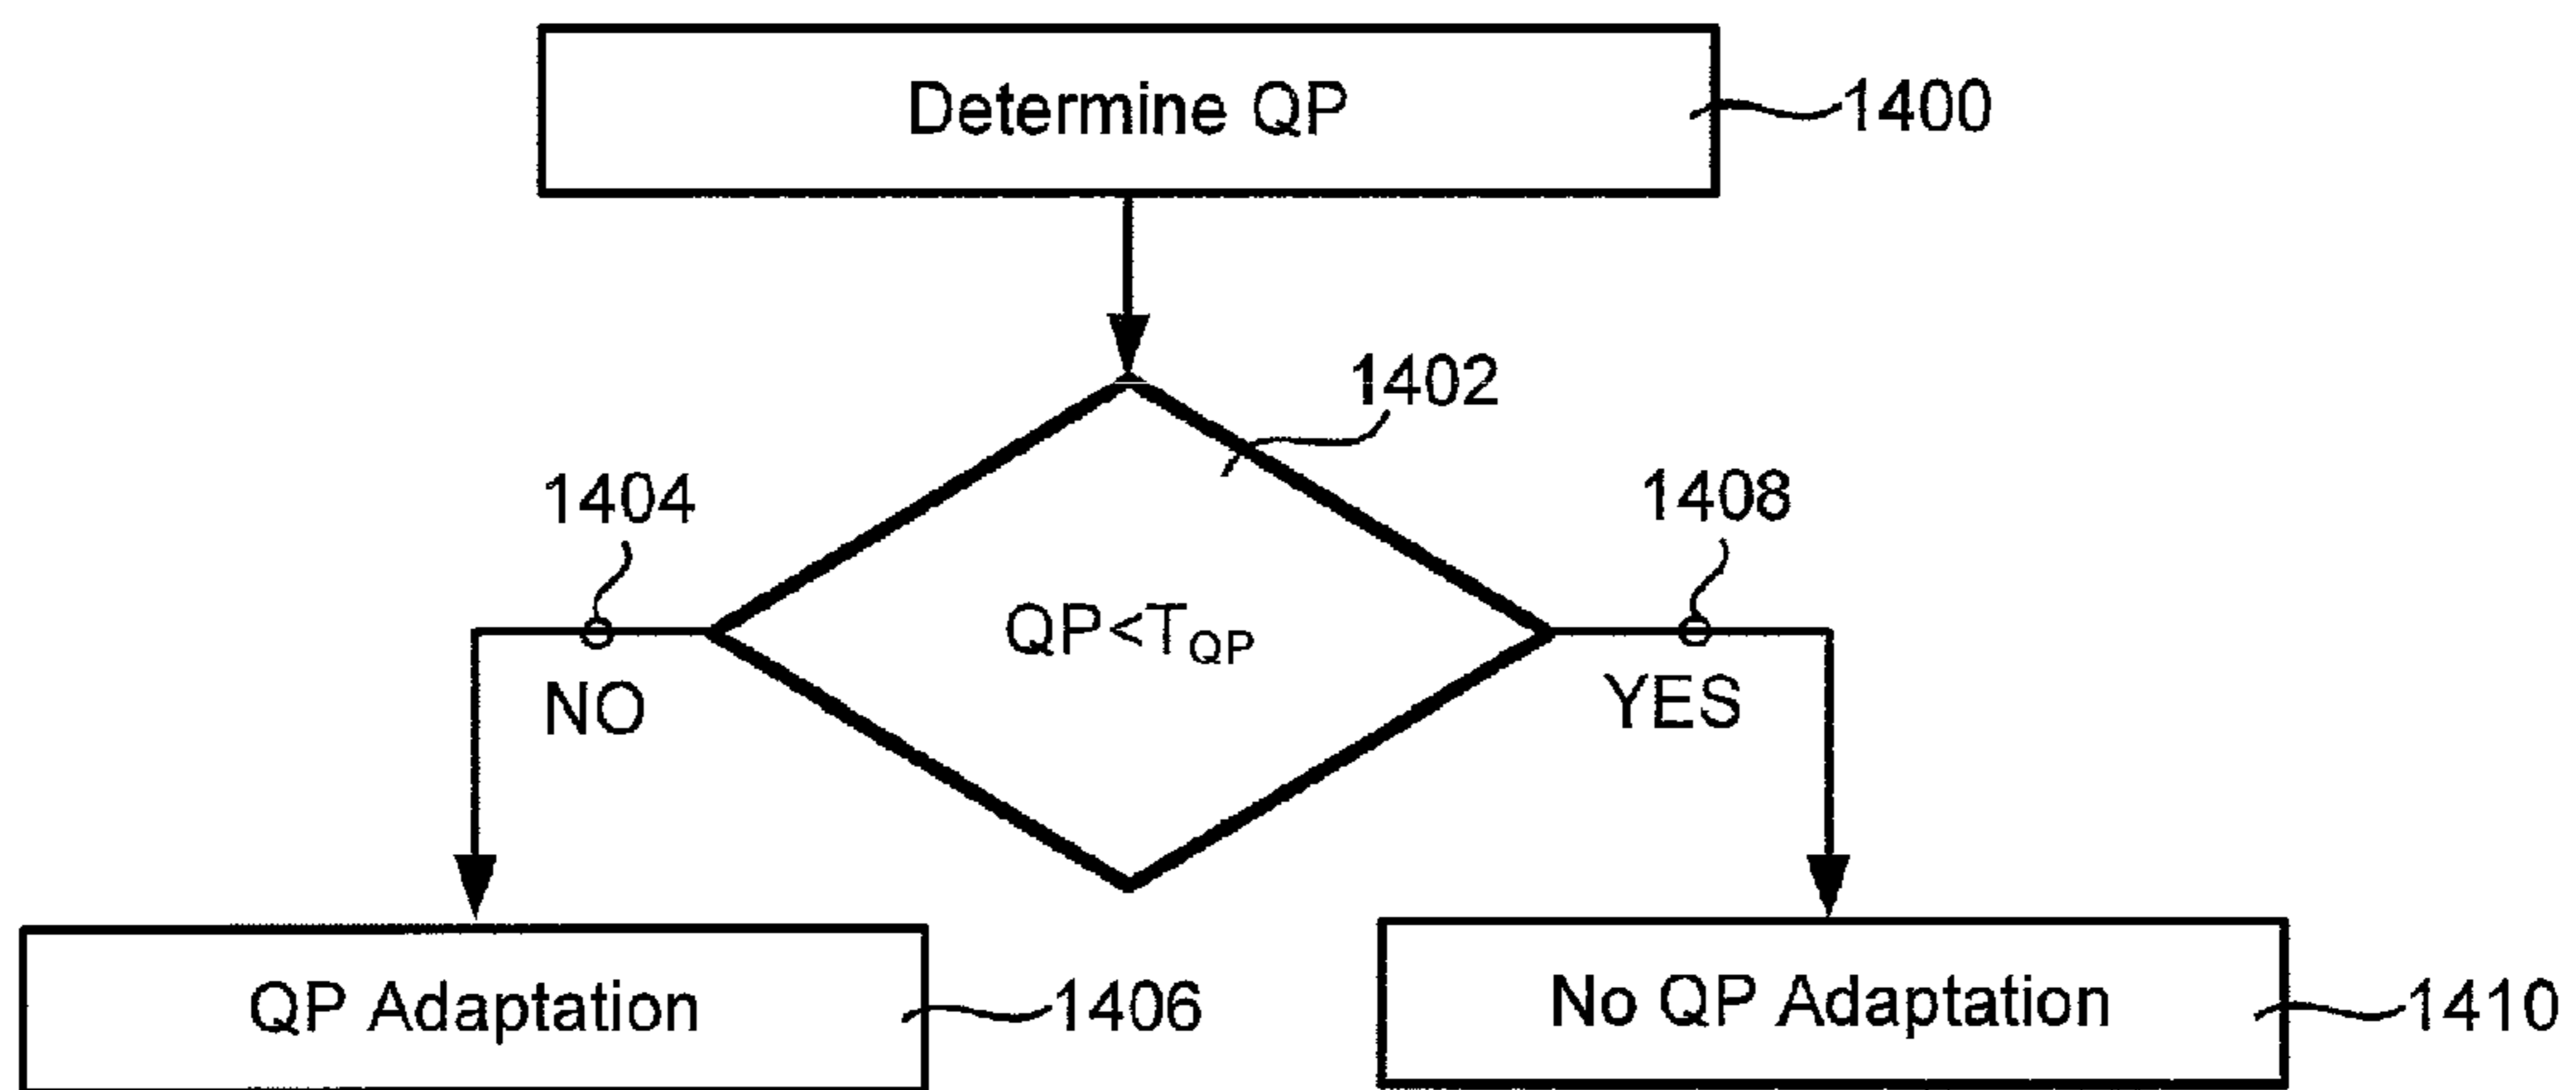 Determine QP
1400
1402
1404
1408
QP<T_QP
NO
YES
QP Adaptation
1406
No QP Adaptation
1410